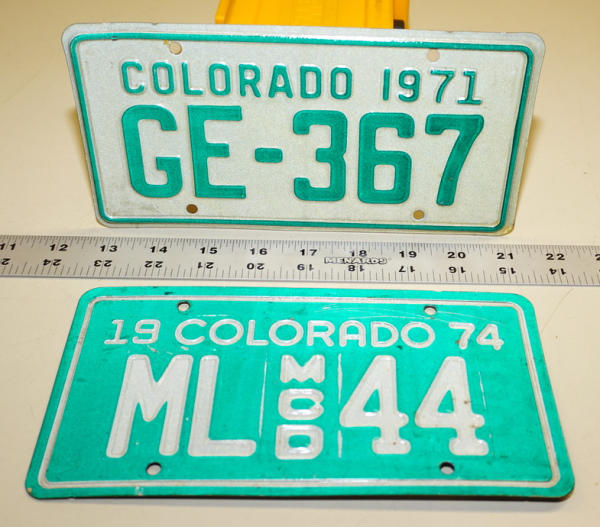 COLORADO 1971
GE-367
11 12 13 14 15 16 17 18 19 20 21 22
24 23 22 21 20 19 18 17 16 15 14
MENARDS
19 COLORADO 74
ML MCD 44